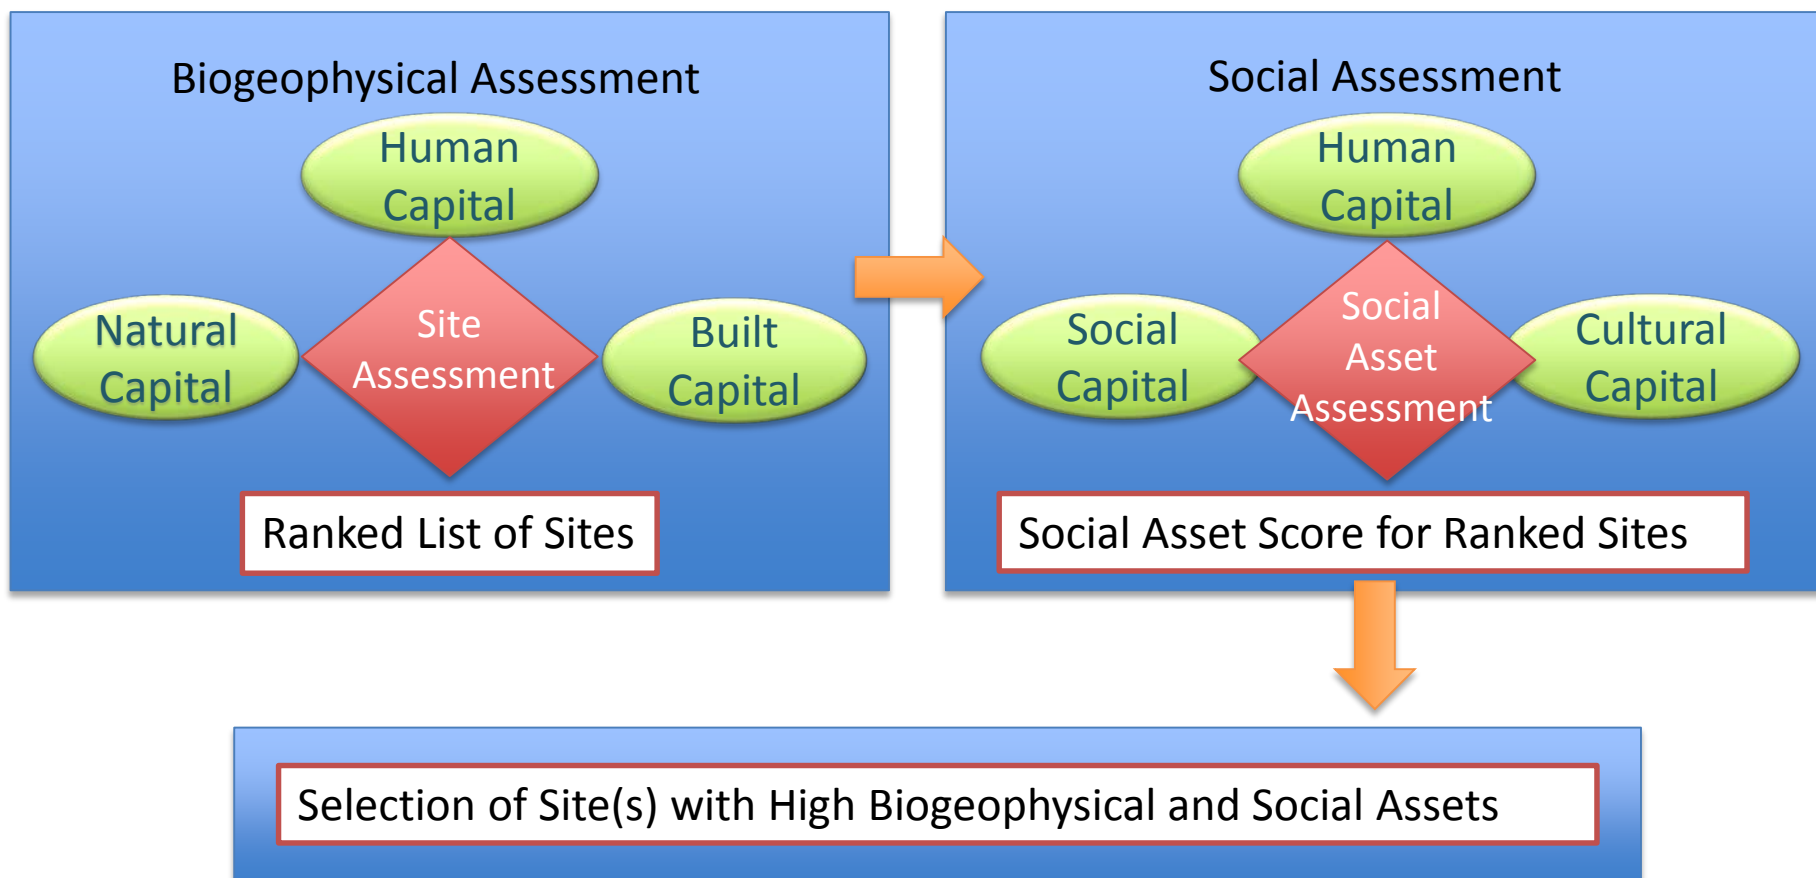 Biogeophysical Assessment
Human
Capital
Natural
Capital
Site
Assessment
Built
Capital
Ranked List of Sites
Social Assessment
Human
Capital
Social
Capital
Social
Asset
Assessment
Cultural
Capital
Social Asset Score for Ranked Sites
Selection of Site(s) with High Biogeophysical and Social Assets